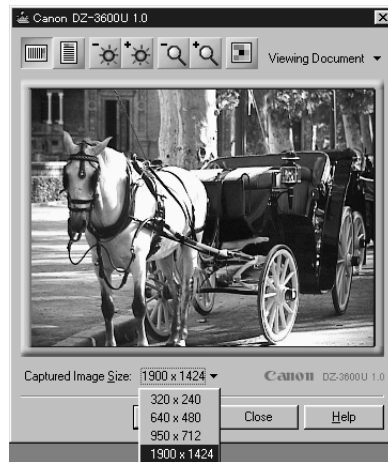 Canon DZ-3600U 1.0
Viewing Document
Captured Image Size: 1900 x 1424
Canon DZ-3600U 1.0
320 x 240
640 x 480
950 x 712
1900 x 1424
Close
Help